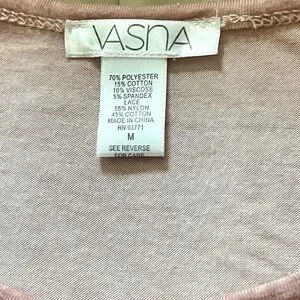 VASNA
70% POLYESTER
15% COTTON
10% VISCOSE
5% SPANDEX
LACE
55% NYLON
45% COTTON
MADE IN CHINA
RN 93771
M
SEE REVERSE
FOR CARE